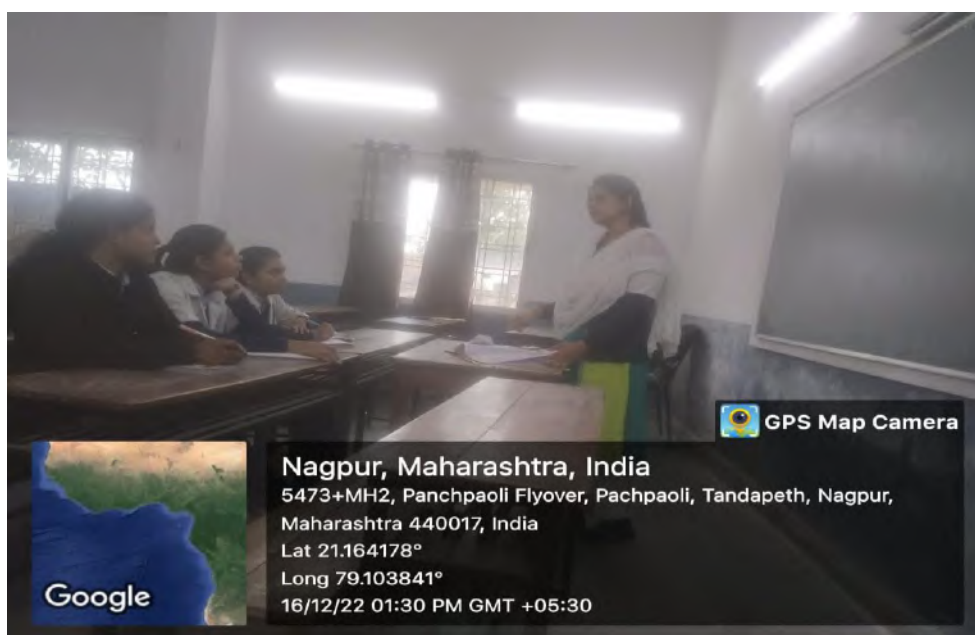 GPS Map Camera
Nagpur, Maharashtra, India
5473+MH2, Panchpaoli Flyover, Pachpaoli, Tandapeth, Nagpur,
Maharashtra 440017, India
Lat 21.164178°
Long 79.103841°
16/12/22 01:30 PM GMT +05:30
Google